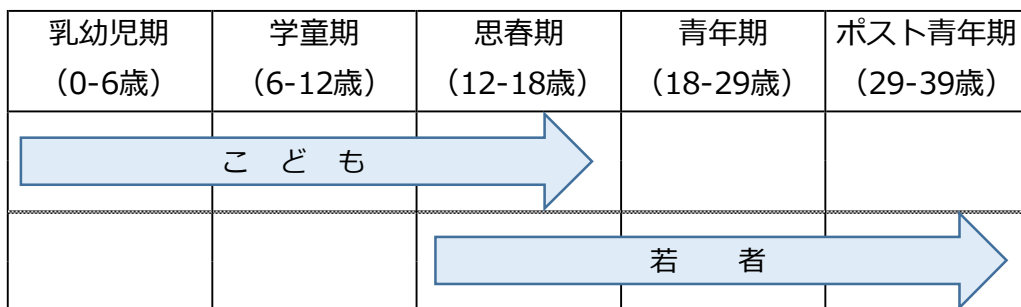 乳幼児期 学童期 思春期 青年期 ポスト青年期
（0-6歳） （6-12歳） （12-18歳） （18-29歳） （29-39歳）
こ ど も
若 者